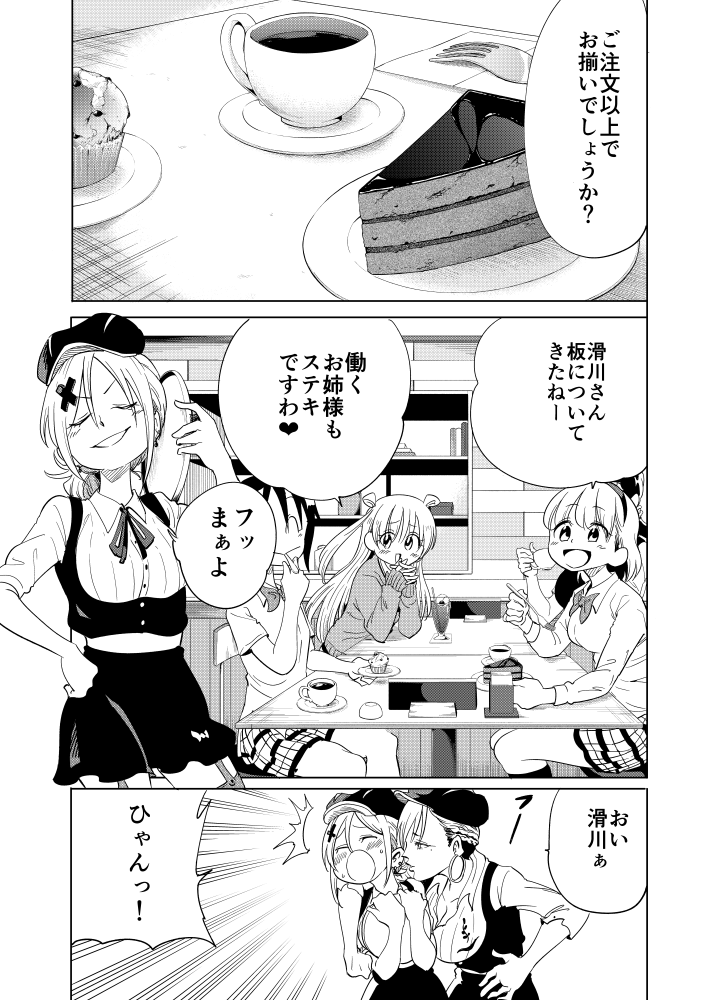 ご注文以上で
お揃いでしょうか?
滑川さん
板について
きたねー
働く
お姉様も
ステキ
ですわ❤
フッ
まぁよ
おい
滑川ぁ
ひゃんっ!